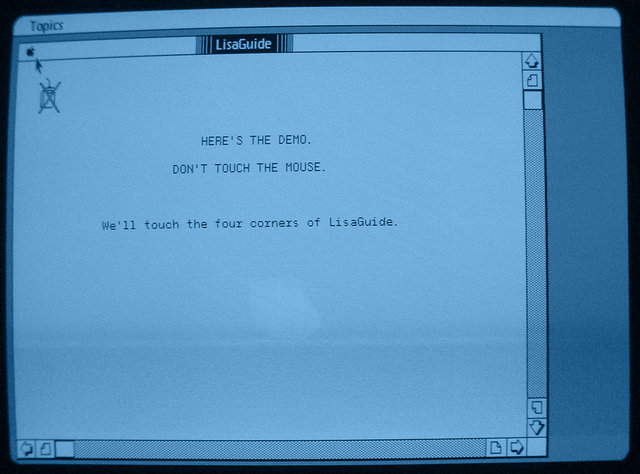 Topics
LisaGuide
HERE'S THE DEMO.
DON'T TOUCH THE MOUSE.
We'll touch the four corners of LisaGuide.